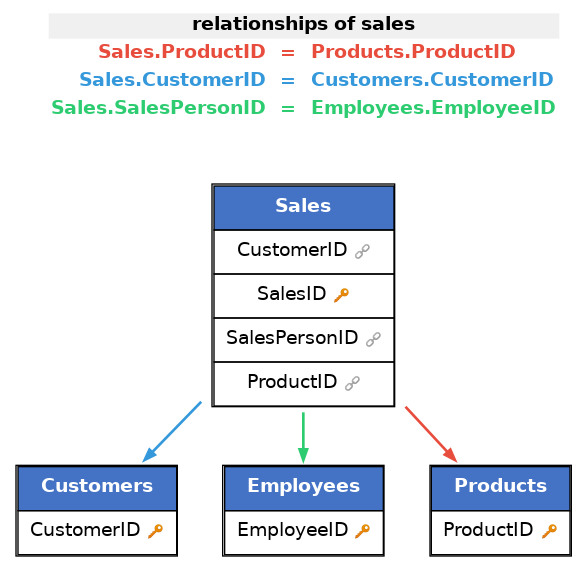 relationships of sales
Sales.ProductID = Products.ProductID
Sales.CustomerID = Customers.CustomerID
Sales.SalesPersonID = Employees.EmployeeID
Sales
CustomerID
SalesID
SalesPersonID
ProductID
Customers
CustomerID
Employees
EmployeeID
Products
ProductID